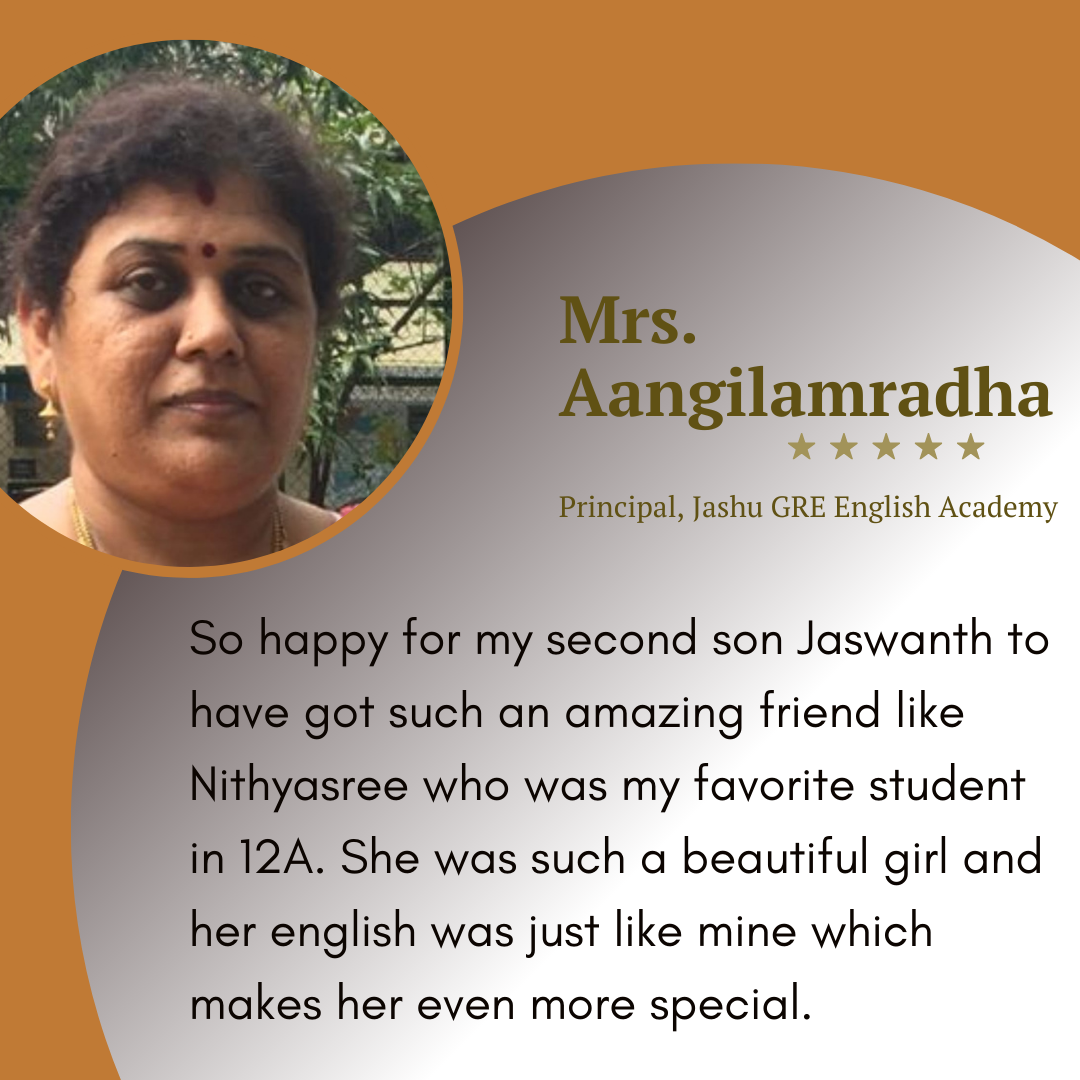 Mrs.
Aangilamradha
Principal, Jashu GRE English Academy
So happy for my second son Jaswanth to
have got such an amazing friend like
Nithyasree who was my favorite student
in 12A. She was such a beautiful girl and
her english was just like mine which
makes her even more special.